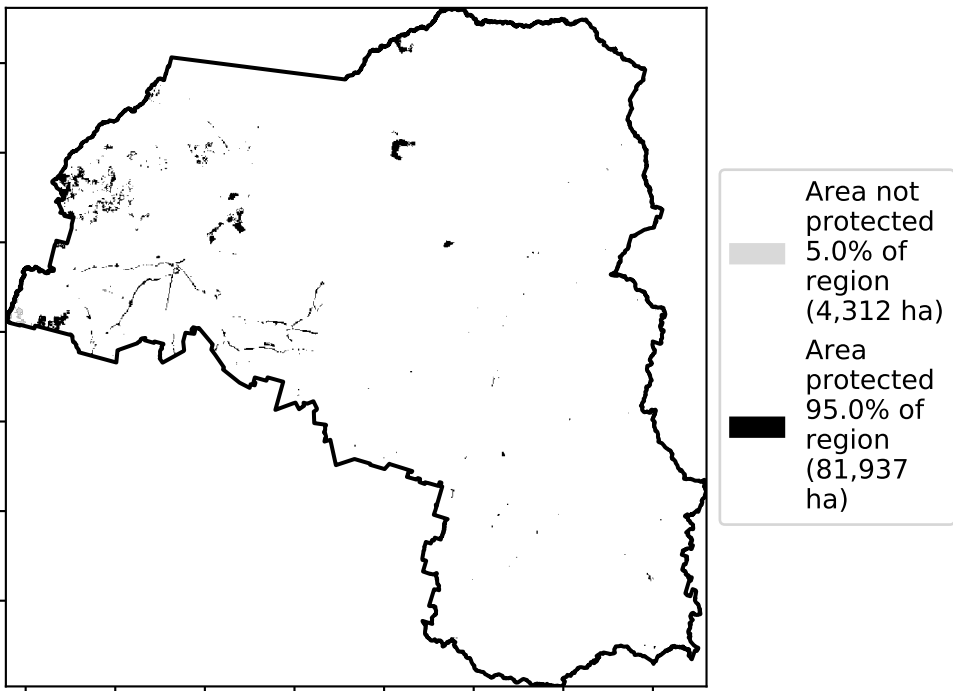 Area not
protected
5.0% of
region
(4,312 ha)
Area
protected
95.0% of
region
(81,937
ha)